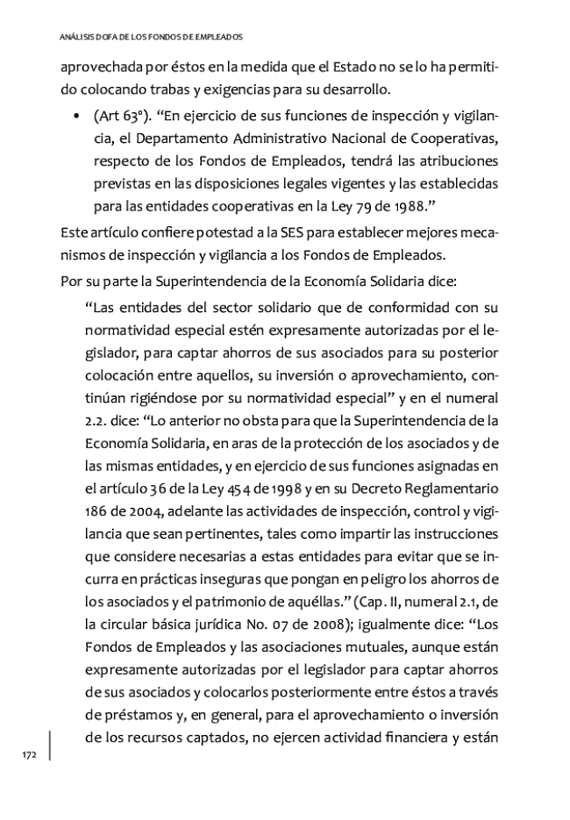 ANÁLISIS DOFA DE LOS FONDOS DE EMPLEADOS
aprovechada por éstos en la medida que el Estado no se lo ha permiti-
do colocando trabas y exigencias para su desarrollo.
• (Art 63º). “En ejercicio de sus funciones de inspección y vigilan-
cia, el Departamento Administrativo Nacional de Cooperativas,
respecto de los Fondos de Empleados, tendrá las atribuciones
previstas en las disposiciones legales vigentes y las establecidas
para las entidades cooperativas en la Ley 79 de 1988.”
Este artículo confiere potestad a la SES para establecer mejores meca-
nismos de inspección y vigilancia a los Fondos de Empleados.
Por su parte la Superintendencia de la Economía Solidaria dice:
“Las entidades del sector solidario que de conformidad con su
normatividad especial estén expresamente autorizadas por el le-
gislador, para captar ahorros de sus asociados para su posterior
colocación entre aquellos, su inversión o aprovechamiento, con-
tinúan rigiéndose por su normatividad especial” y en el numeral
2.2. dice: “Lo anterior no obsta para que la Superintendencia de la
Economía Solidaria, en aras de la protección de los asociados y de
las mismas entidades, y en ejercicio de sus funciones asignadas en
el artículo 36 de la Ley 454 de 1998 y en su Decreto Reglamentario
186 de 2004, adelante las actividades de inspección, control y vigi-
lancia que sean pertinentes, tales como impartir las instrucciones
que considere necesarias a estas entidades para evitar que se in-
curra en prácticas inseguras que pongan en peligro los ahorros de
los asociados y el patrimonio de aquéllas.” (Cap. II, numeral 2.1, de
la circular básica jurídica No. 07 de 2008); igualmente dice: “Los
Fondos de Empleados y las asociaciones mutuales, aunque están
expresamente autorizadas por el legislador para captar ahorros
de sus asociados y colocarlos posteriormente entre éstos a través
de préstamos y, en general, para el aprovechamiento o inversión
de los recursos captados, no ejercen actividad financiera y están
172